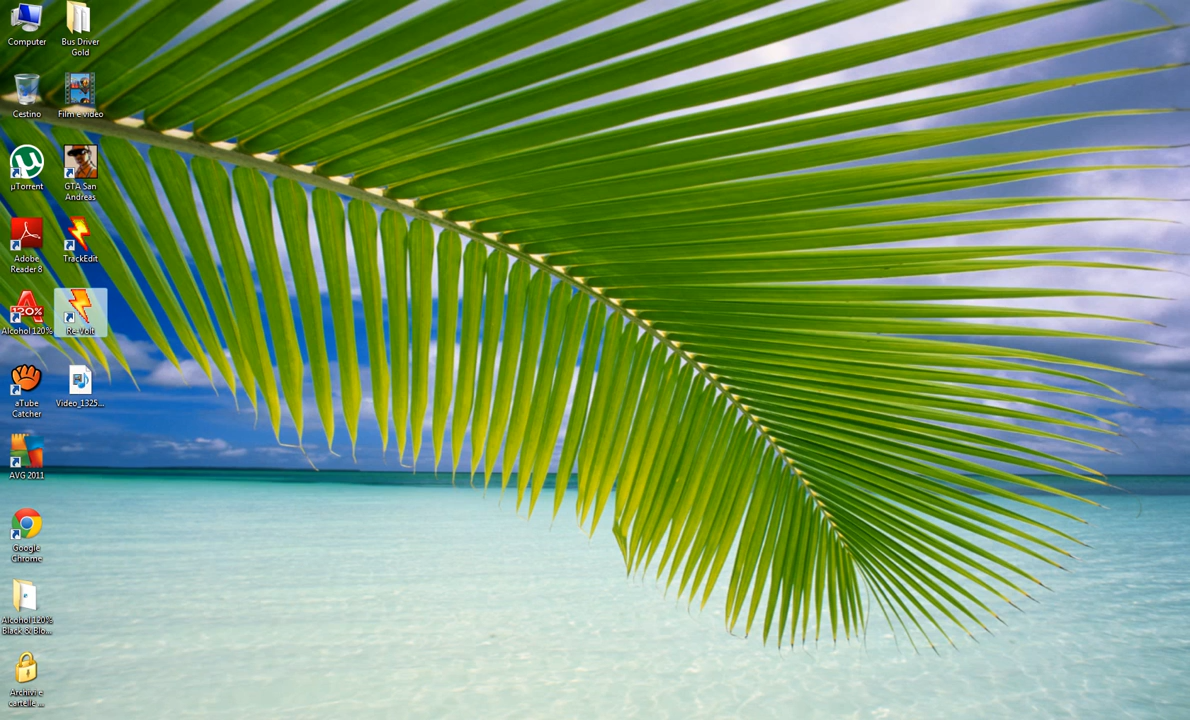 Computer
Cestino
µTorrent
Adobe
Reader 8
Alcohol 120%
aTube
Catcher
AVG 2011
Google
Chrome
Alcohol 120%
Black & Blo...
Archivi e
cartelle ...
Bus Driver
Gold
Film e video
GTA San
Andreas
TrackEdit
Re-Volt
Video_1325...
120%